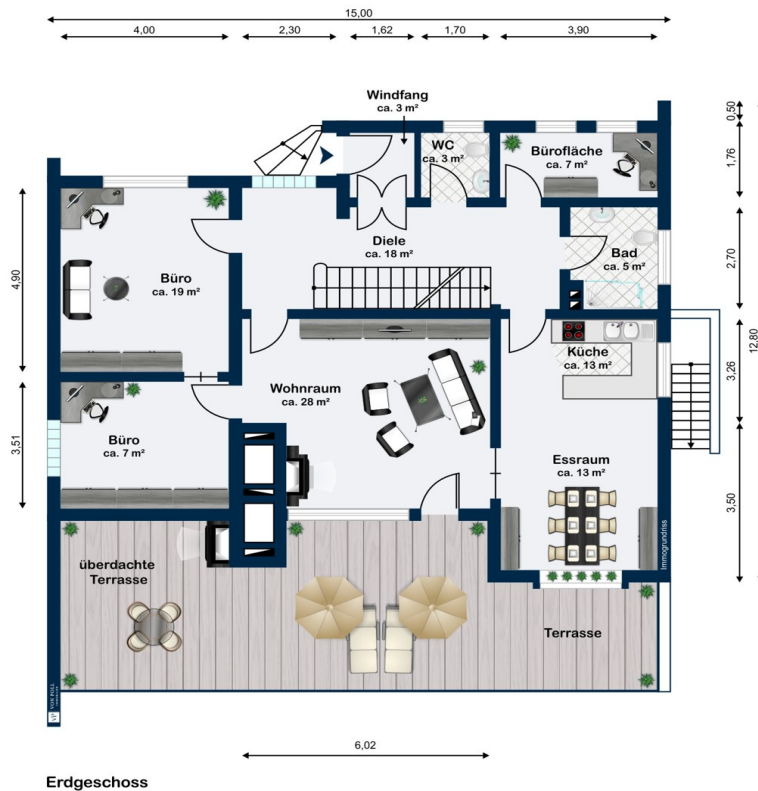 15,00
4,00
2,30
1,62
1,70
3,90
Windfang
ca. 3 m²
0,50
WC
ca. 3 m²
Bürofläche
ca. 7 m²
1,76
Diele
ca. 18 m²
Bad
ca. 5 m²
2,70
4,90
Büro
ca. 19 m²
12.80
Küche
ca. 13 m²
3,26
Wohnraum
ca. 28 m²
3,51
Büro
ca. 7 m²
Essraum
ca. 13 m²
3,50
Immogrundriss
überdachte
Terrasse
Terrasse
VP VON POLL
6,02
Erdgeschoss